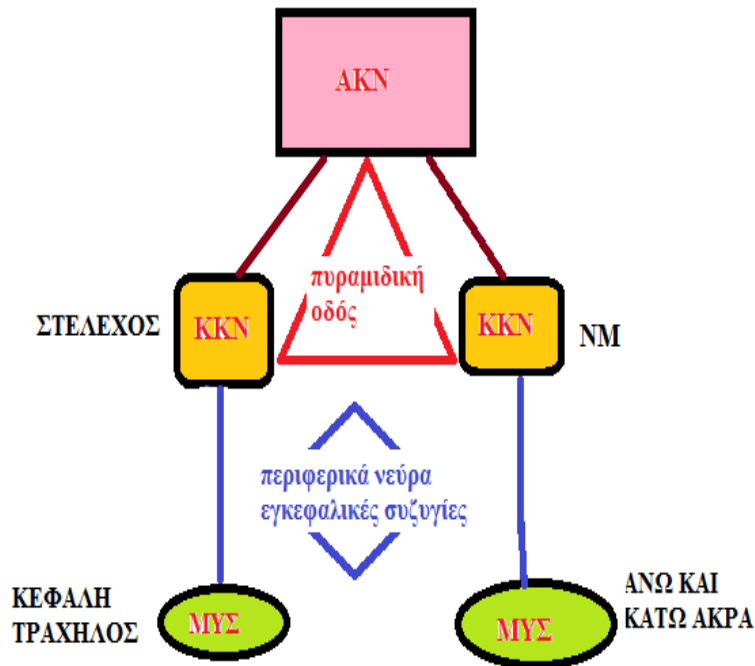 ΑΚΝ
πυραμιδική
οδός
ΣΤΕΛΕΧΟΣ
ΚΚΝ
ΚΚΝ
ΝΜ
περιφερικά νεύρα
εγκεφαλικές συζυγίες
ΚΕΦΑΛΗ
ΤΡΑΧΗΛΟΣ
ΜΥΣ
ΜΥΣ
ΑΝΩ ΚΑΙ
ΚΑΤΩ ΑΚΡΑ